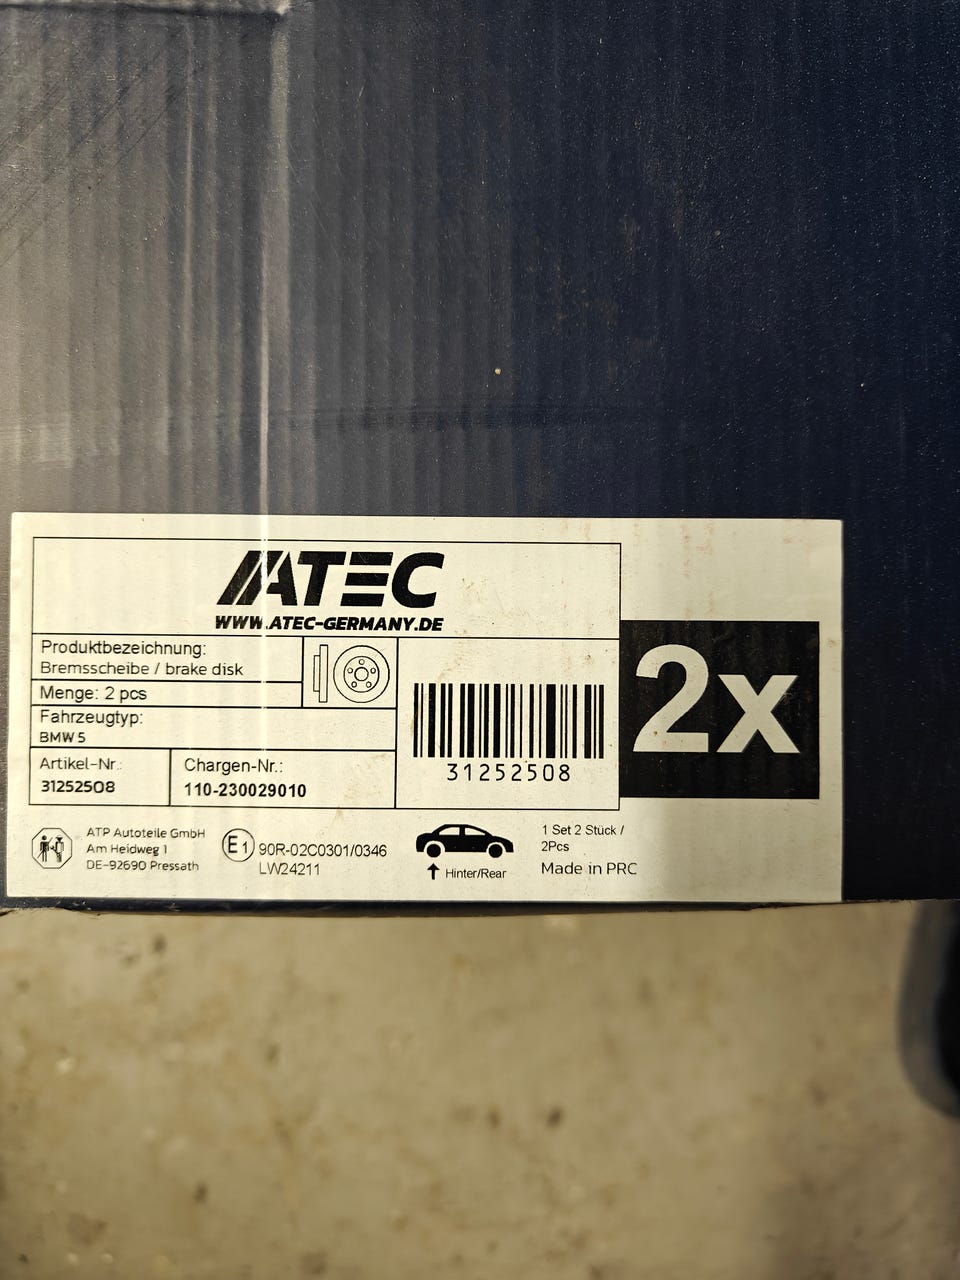 ATEC
WWW.ATEC-GERMANY.DE
Produktbezeichnung:
Bremsscheibe / brake disk
Menge: 2 pcs
Fahrzeugtyp:
BMW 5
Artikel-Nr.:
31252508
Chargen-Nr.:
110-230029010
31252508
2x
ATP Autoteile GmbH
Am Heidweg 1
DE-92690 Pressath
E1
90R-02C0301/0346
LW24211
Hinter/Rear
1 Set 2 Stück /
2Pcs
Made in PRC